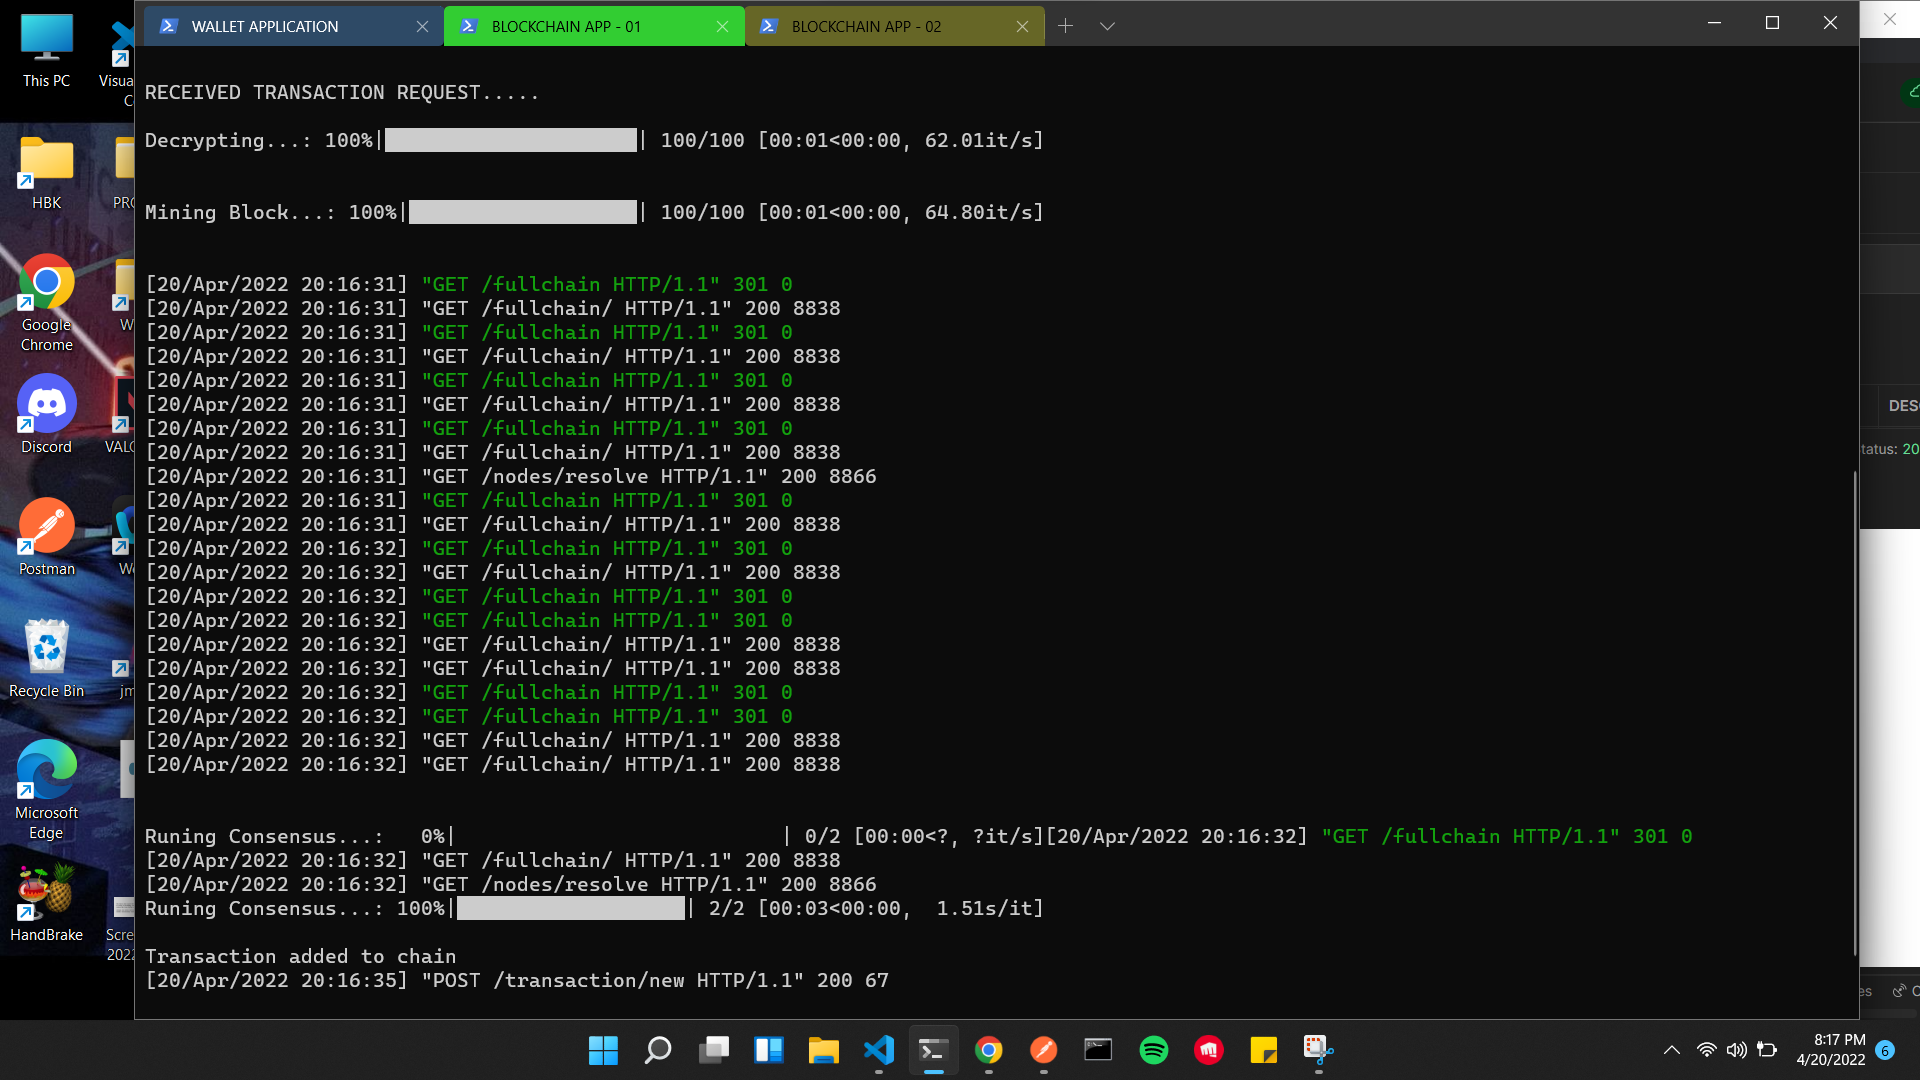 WALLET APPLICATION
BLOCKCHAIN APP - 01
BLOCKCHAIN APP - 02
RECEIVED TRANSACTION REQUEST.....
Decrypting...: 100%| | 100/100 [00:01<00:00, 62.01it/s]
Mining Block...: 100%| | 100/100 [00:01<00:00, 64.80it/s]
[20/Apr/2022 20:16:31] "GET /fullchain HTTP/1.1" 301 0
[20/Apr/2022 20:16:31] "GET /fullchain/ HTTP/1.1" 200 8838
[20/Apr/2022 20:16:31] "GET /fullchain HTTP/1.1" 301 0
[20/Apr/2022 20:16:31] "GET /fullchain/ HTTP/1.1" 200 8838
[20/Apr/2022 20:16:31] "GET /fullchain HTTP/1.1" 301 0
[20/Apr/2022 20:16:31] "GET /fullchain/ HTTP/1.1" 200 8838
[20/Apr/2022 20:16:31] "GET /fullchain HTTP/1.1" 301 0
[20/Apr/2022 20:16:31] "GET /fullchain/ HTTP/1.1" 200 8838
[20/Apr/2022 20:16:31] "GET /nodes/resolve HTTP/1.1" 200 8866
[20/Apr/2022 20:16:31] "GET /fullchain HTTP/1.1" 301 0
[20/Apr/2022 20:16:31] "GET /fullchain/ HTTP/1.1" 200 8838
[20/Apr/2022 20:16:32] "GET /fullchain HTTP/1.1" 301 0
[20/Apr/2022 20:16:32] "GET /fullchain/ HTTP/1.1" 200 8838
[20/Apr/2022 20:16:32] "GET /fullchain HTTP/1.1" 301 0
[20/Apr/2022 20:16:32] "GET /fullchain HTTP/1.1" 301 0
[20/Apr/2022 20:16:32] "GET /fullchain/ HTTP/1.1" 200 8838
[20/Apr/2022 20:16:32] "GET /fullchain/ HTTP/1.1" 200 8838
[20/Apr/2022 20:16:32] "GET /fullchain HTTP/1.1" 301 0
[20/Apr/2022 20:16:32] "GET /fullchain HTTP/1.1" 301 0
[20/Apr/2022 20:16:32] "GET /fullchain/ HTTP/1.1" 200 8838
[20/Apr/2022 20:16:32] "GET /fullchain/ HTTP/1.1" 200 8838
Runing Consensus...: 0%| | 0/2 [00:00<?, ?it/s][20/Apr/2022 20:16:32] "GET /fullchain HTTP/1.1" 301 0
[20/Apr/2022 20:16:32] "GET /fullchain/ HTTP/1.1" 200 8838
[20/Apr/2022 20:16:32] "GET /nodes/resolve HTTP/1.1" 200 8866
Runing Consensus...: 100%| | 2/2 [00:03<00:00, 1.51s/it]
Transaction added to chain
[20/Apr/2022 20:16:35] "POST /transaction/new HTTP/1.1" 200 67
This PC
HBK
Google
Chrome
Discord
Postman
Recycle Bin
Microsoft
Edge
HandBrake
8:17 PM
4/20/2022
6